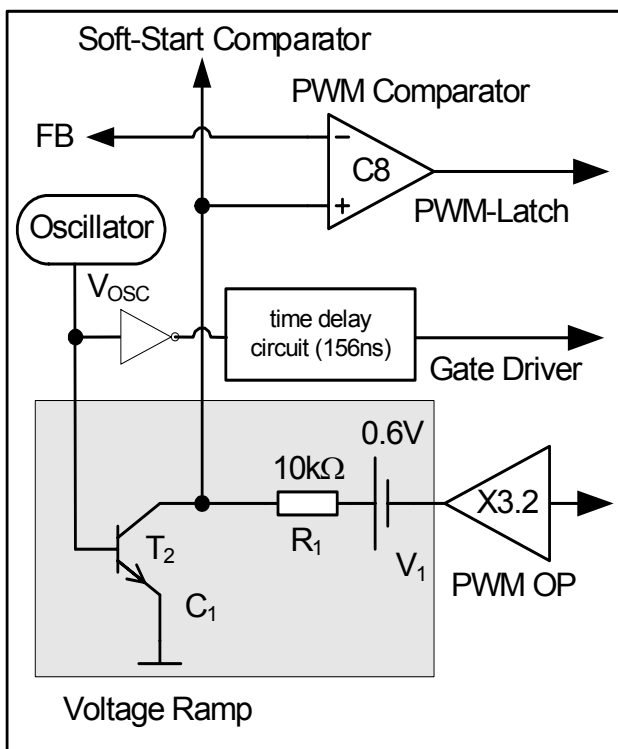 Soft-Start Comparator
PWM Comparator
FB
C8
PWM-Latch
Oscillator
VOSC
time delay
circuit (156ns)
Gate Driver
0.6V
10kΩ
X3.2
R1
T2
V1
PWM OP
C1
Voltage Ramp